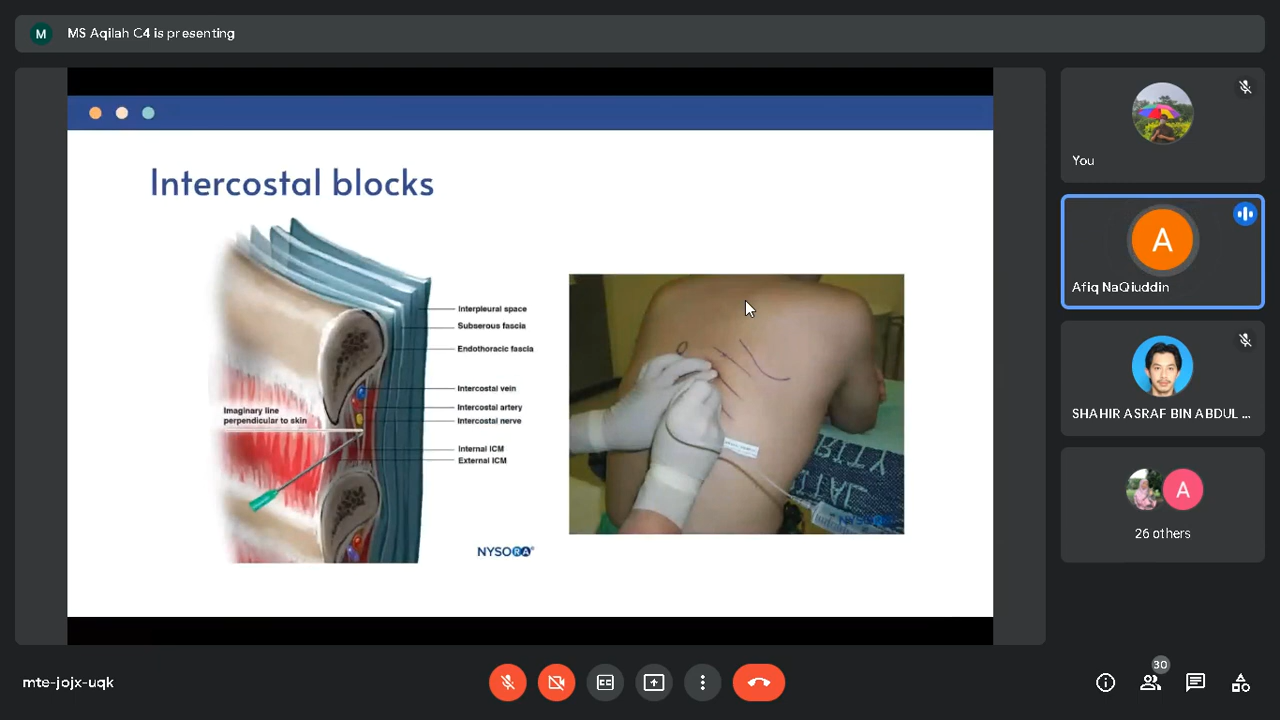 M
MS Aqilah C4 is presenting
Intercostal blocks
Interpleural space
Subserous fascia
Endothoracic fascia
Intercostal vein
Imaginary line
perpendicular to skin
Intercostal artery
Intercostal nerve
Internal ICM
External ICM
NYSORA®
NYSORA
You
A
Afiq NaQiuddin
SHAHIR ASRAF BIN ABDUL ...
A
26 others
mte-jojx-uqk
30